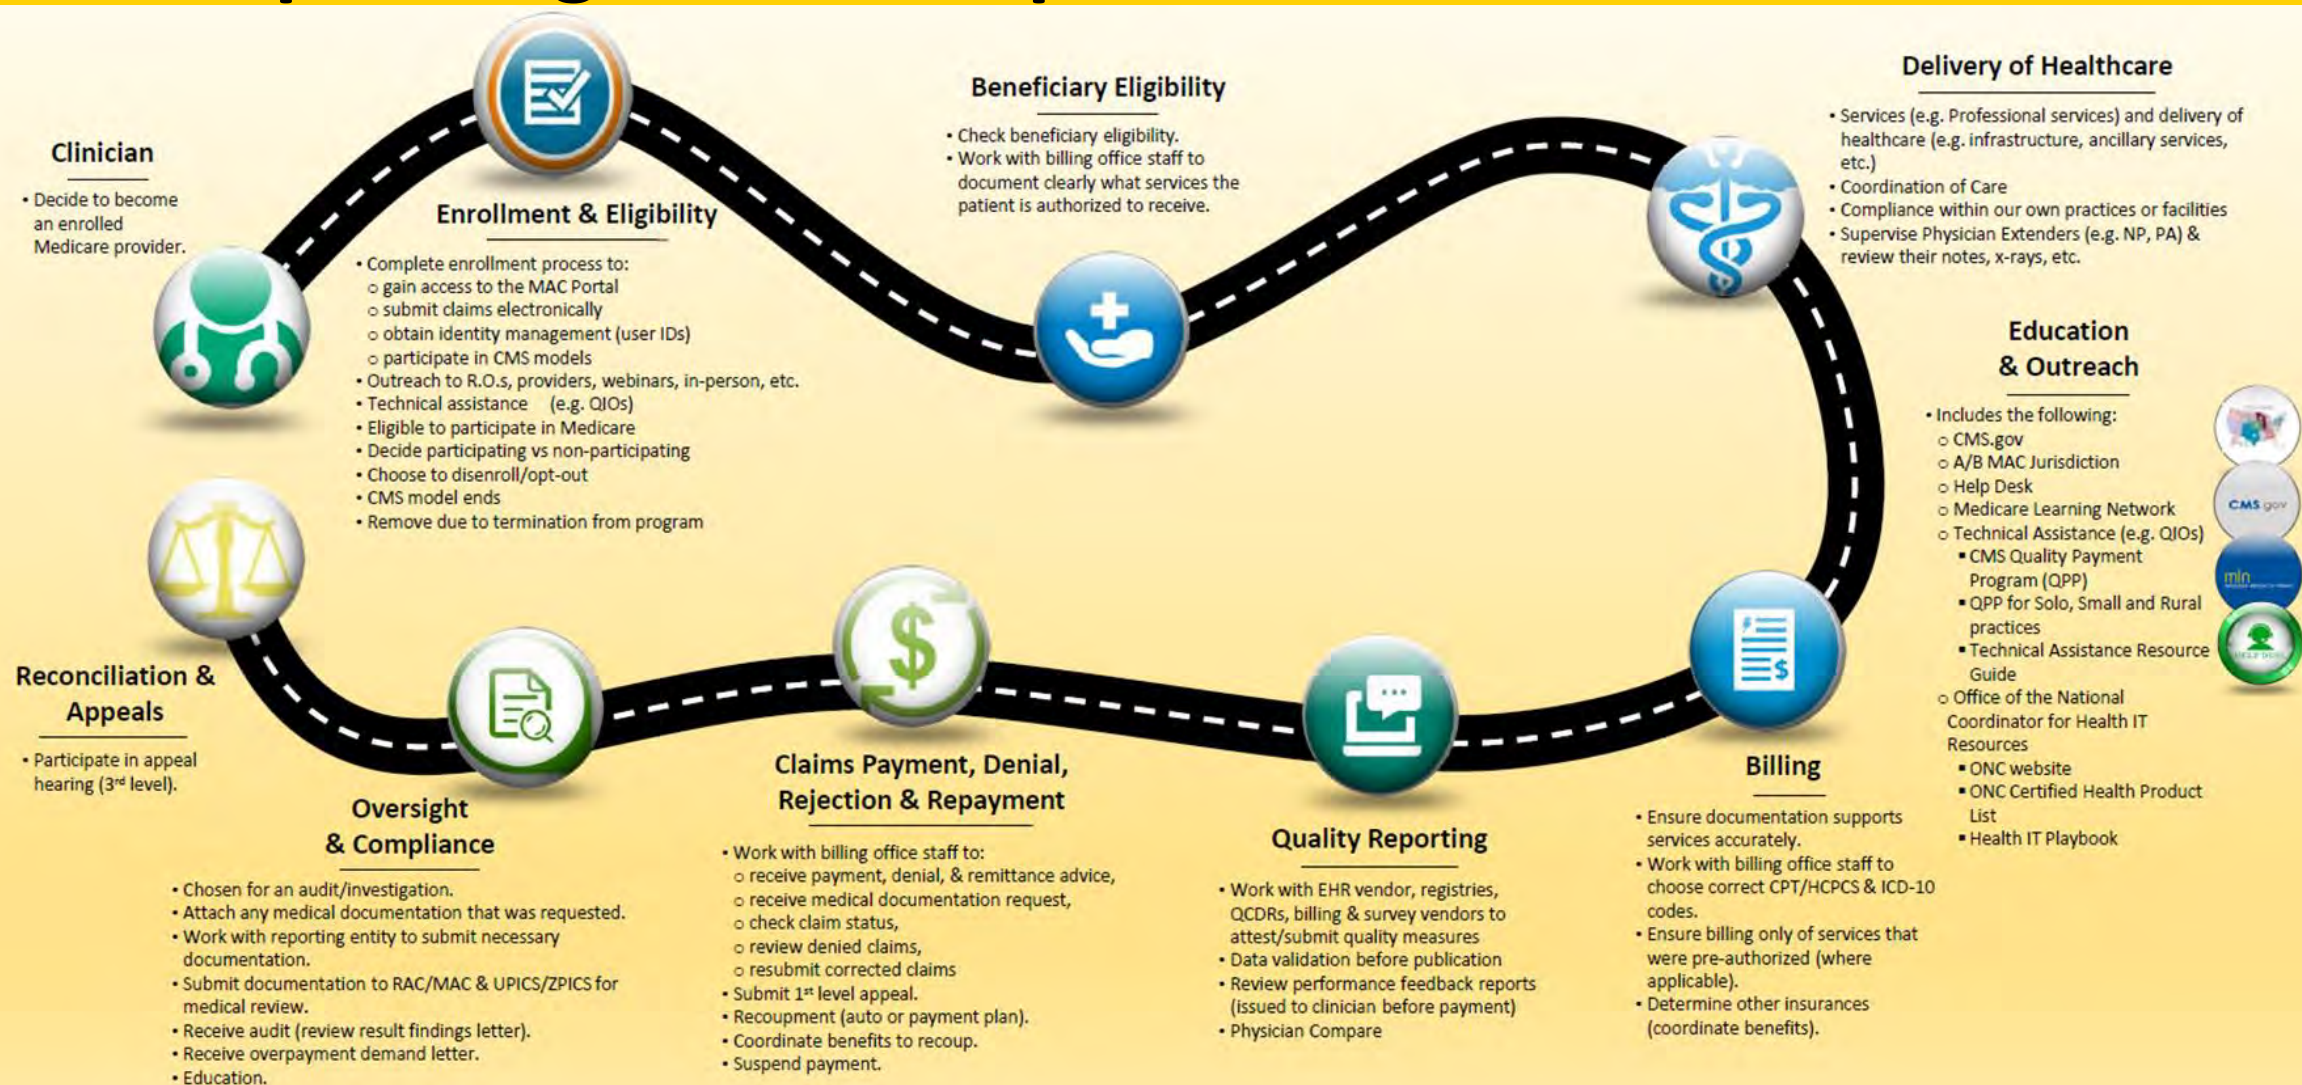 Clinician
• Decide to become
an enrolled
Medicare provider.
Enrollment & Eligibility
• Complete enrollment process to:
o gain access to the MAC Portal
o submit claims electronically
o obtain identity management (user IDs)
o participate in CMS models
• Outreach to R.O.s, providers, webinars, in-person, etc.
• Technical assistance (e.g. QIOs)
• Eligible to participate in Medicare
• Decide participating vs non-participating
• Choose to disenroll/opt-out
• CMS model ends
• Remove due to termination from program
Beneficiary Eligibility
• Check beneficiary eligibility.
• Work with billing office staff to
document clearly what services the
patient is authorized to receive.
Delivery of Healthcare
• Services (e.g. Professional services) and delivery of
healthcare (e.g. infrastructure, ancillary services,
etc.)
• Coordination of Care
• Compliance within our own practices or facilities
• Supervise Physician Extenders (e.g. NP, PA) &
review their notes, x-rays, etc.
Education
& Outreach
• Includes the following:
o CMS.gov
o A/B MAC Jurisdiction
o Help Desk
o Medicare Learning Network
o Technical Assistance (e.g. QIOs)
▪ CMS Quality Payment
Program (QPP)
▪ QPP for Solo, Small and Rural
practices
▪ Technical Assistance Resource
Guide
o Office of the National
Coordinator for Health IT
Resources
▪ ONC website
▪ ONC Certified Health Product
List
▪ Health IT Playbook
CMS.gov
mln
HELP DESK
Billing
• Ensure documentation supports
services accurately.
• Work with billing office staff to
choose correct CPT/HCPCS & ICD-10
codes.
• Ensure billing only of services that
were pre-authorized (where
applicable).
• Determine other insurances
(coordinate benefits).
Quality Reporting
• Work with EHR vendor, registries,
QCDRs, billing & survey vendors to
attest/submit quality measures
• Data validation before publication
• Review performance feedback reports
(issued to clinician before payment)
• Physician Compare
Claims Payment, Denial,
Rejection & Repayment
• Work with billing office staff to:
o receive payment, denial, & remittance advice,
o receive medical documentation request,
o check claim status,
o review denied claims,
o resubmit corrected claims
• Submit 1st level appeal.
• Recoupment (auto or payment plan).
• Coordinate benefits to recoup.
• Suspend payment.
Oversight
& Compliance
• Chosen for an audit/investigation.
• Attach any medical documentation that was requested.
• Work with reporting entity to submit necessary
documentation.
• Submit documentation to RAC/MAC & UPICS/ZPICS for
medical review.
• Receive audit (review result findings letter).
• Receive overpayment demand letter.
• Education.
Reconciliation &
Appeals
• Participate in appeal
hearing (3rd level).